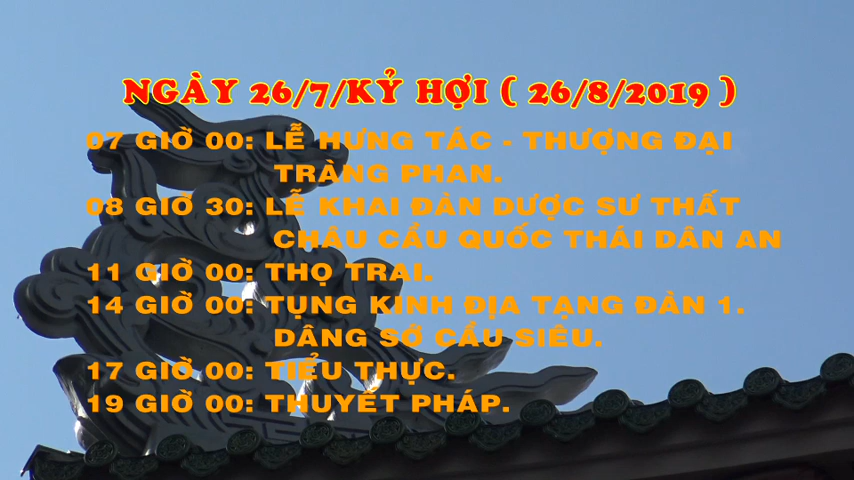 NGÀY 26/7/KỶ HỢI ( 26/8/2019 )
07 GIỜ 00: LỄ HƯNG TÁC - THƯỢNG ĐẠI
TRÀNG PHAN.
08 GIỜ 30: LỄ KHAI ĐÀN DƯỢC SƯ THẤT
CHÂU CẦU QUỐC THÁI DÂN AN
11 GIỜ 00: THỌ TRAI.
14 GIỜ 00: TỤNG KINH ĐỊA TẠNG ĐÀN 1.
DÂNG SỚ CẦU SIÊU.
17 GIỜ 00: TIỂU THỰC.
19 GIỜ 00: THUYẾT PHÁP.